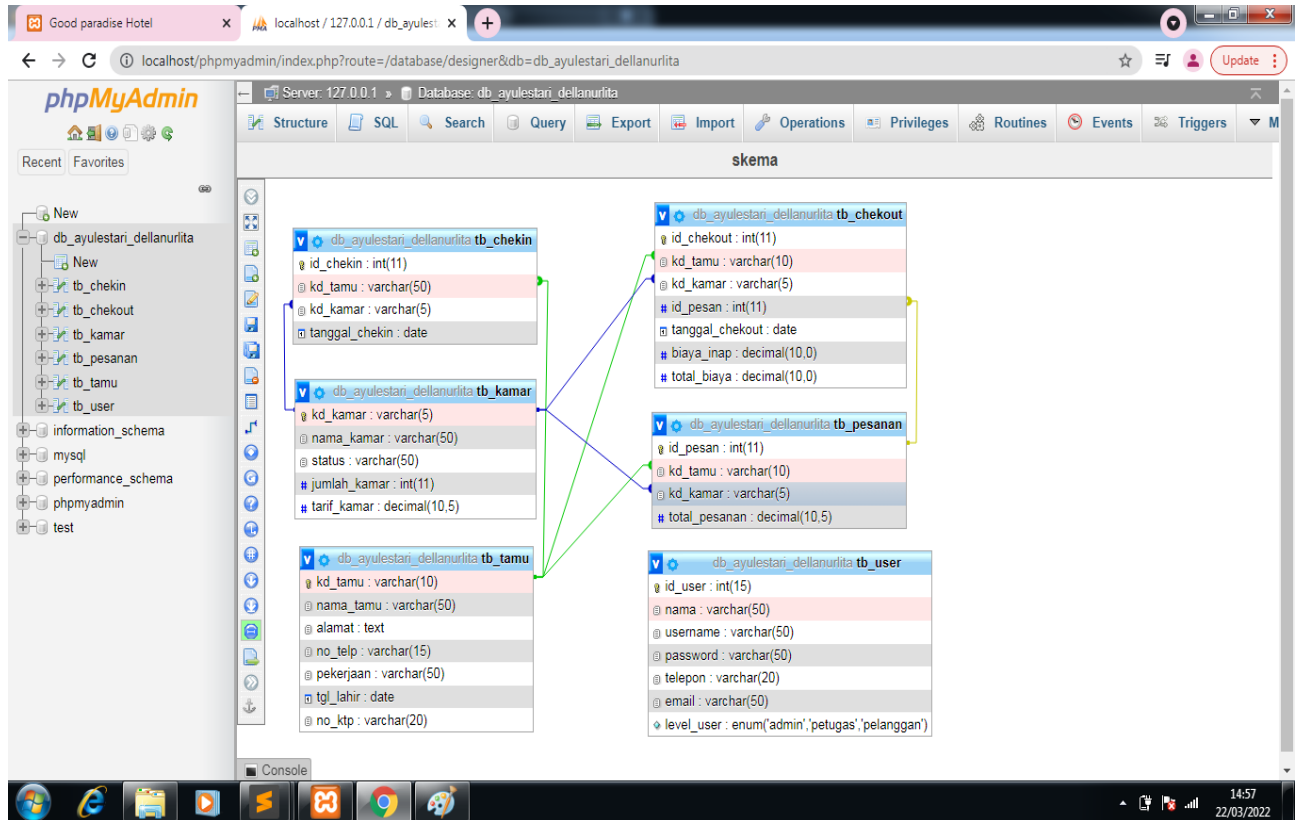 Good paradise Hotel
localhost / 127.0.0.1 / db_ayulest
localhost/phpmyadmin/index.php?route=/database/designer&db=db_ayulestari_dellanurlita
Update
phpMyAdmin
Recent Favorites
New
db_ayulestari_dellanurlita
New
tb_chekin
tb_chekout
tb_kamar
tb_pesanan
tb_tamu
tb_user
information_schema
mysql
performance_schema
phpmyadmin
test
Server: 127.0.0.1 » Database: db_ayulestari_dellanurlita
Structure SQL Search Query Export Import Operations Privileges Routines Events Triggers M
skema
db_ayulestari_dellanurlita tb_chekin
id_chekin : int(11)
kd_tamu : varchar(50)
kd_kamar : varchar(5)
tanggal_chekin : date
db_ayulestari_dellanurlita tb_kamar
kd_kamar : varchar(5)
nama_kamar : varchar(50)
status : varchar(50)
# jumlah_kamar : int(11)
# tarif_kamar : decimal(10,5)
db_ayulestari_dellanurlita tb_tamu
kd_tamu : varchar(10)
nama_tamu : varchar(50)
alamat : text
no_telp : varchar(15)
pekerjaan : varchar(50)
tgl_lahir : date
no_ktp : varchar(20)
db_ayulestari_dellanurlita tb_chekout
id_chekout : int(11)
kd_tamu : varchar(10)
kd_kamar : varchar(5)
# id_pesan : int(11)
tanggal_chekout : date
# biaya_inap : decimal(10,0)
# total_biaya : decimal(10,0)
db_ayulestari_dellanurlita tb_pesanan
id_pesan : int(11)
kd_tamu : varchar(10)
kd_kamar : varchar(5)
# total_pesanan : decimal(10,5)
db_ayulestari_dellanurlita tb_user
id_user : int(15)
nama : varchar(50)
username : varchar(50)
password : varchar(50)
telepon : varchar(20)
email : varchar(50)
level_user : enum('admin','petugas','pelanggan')
Console
14:57
22/03/2022